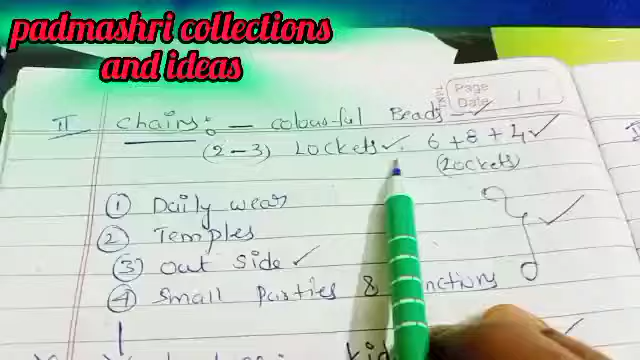 padmashri collections
and ideas
Page
Date
II Chains :- colourful Beads ✓
(2-3) Lockets ✓ 6+8+4 ✓
(Lockets)
① Daily wear
② Temples
③ Out side ✓
④ Small Parties &